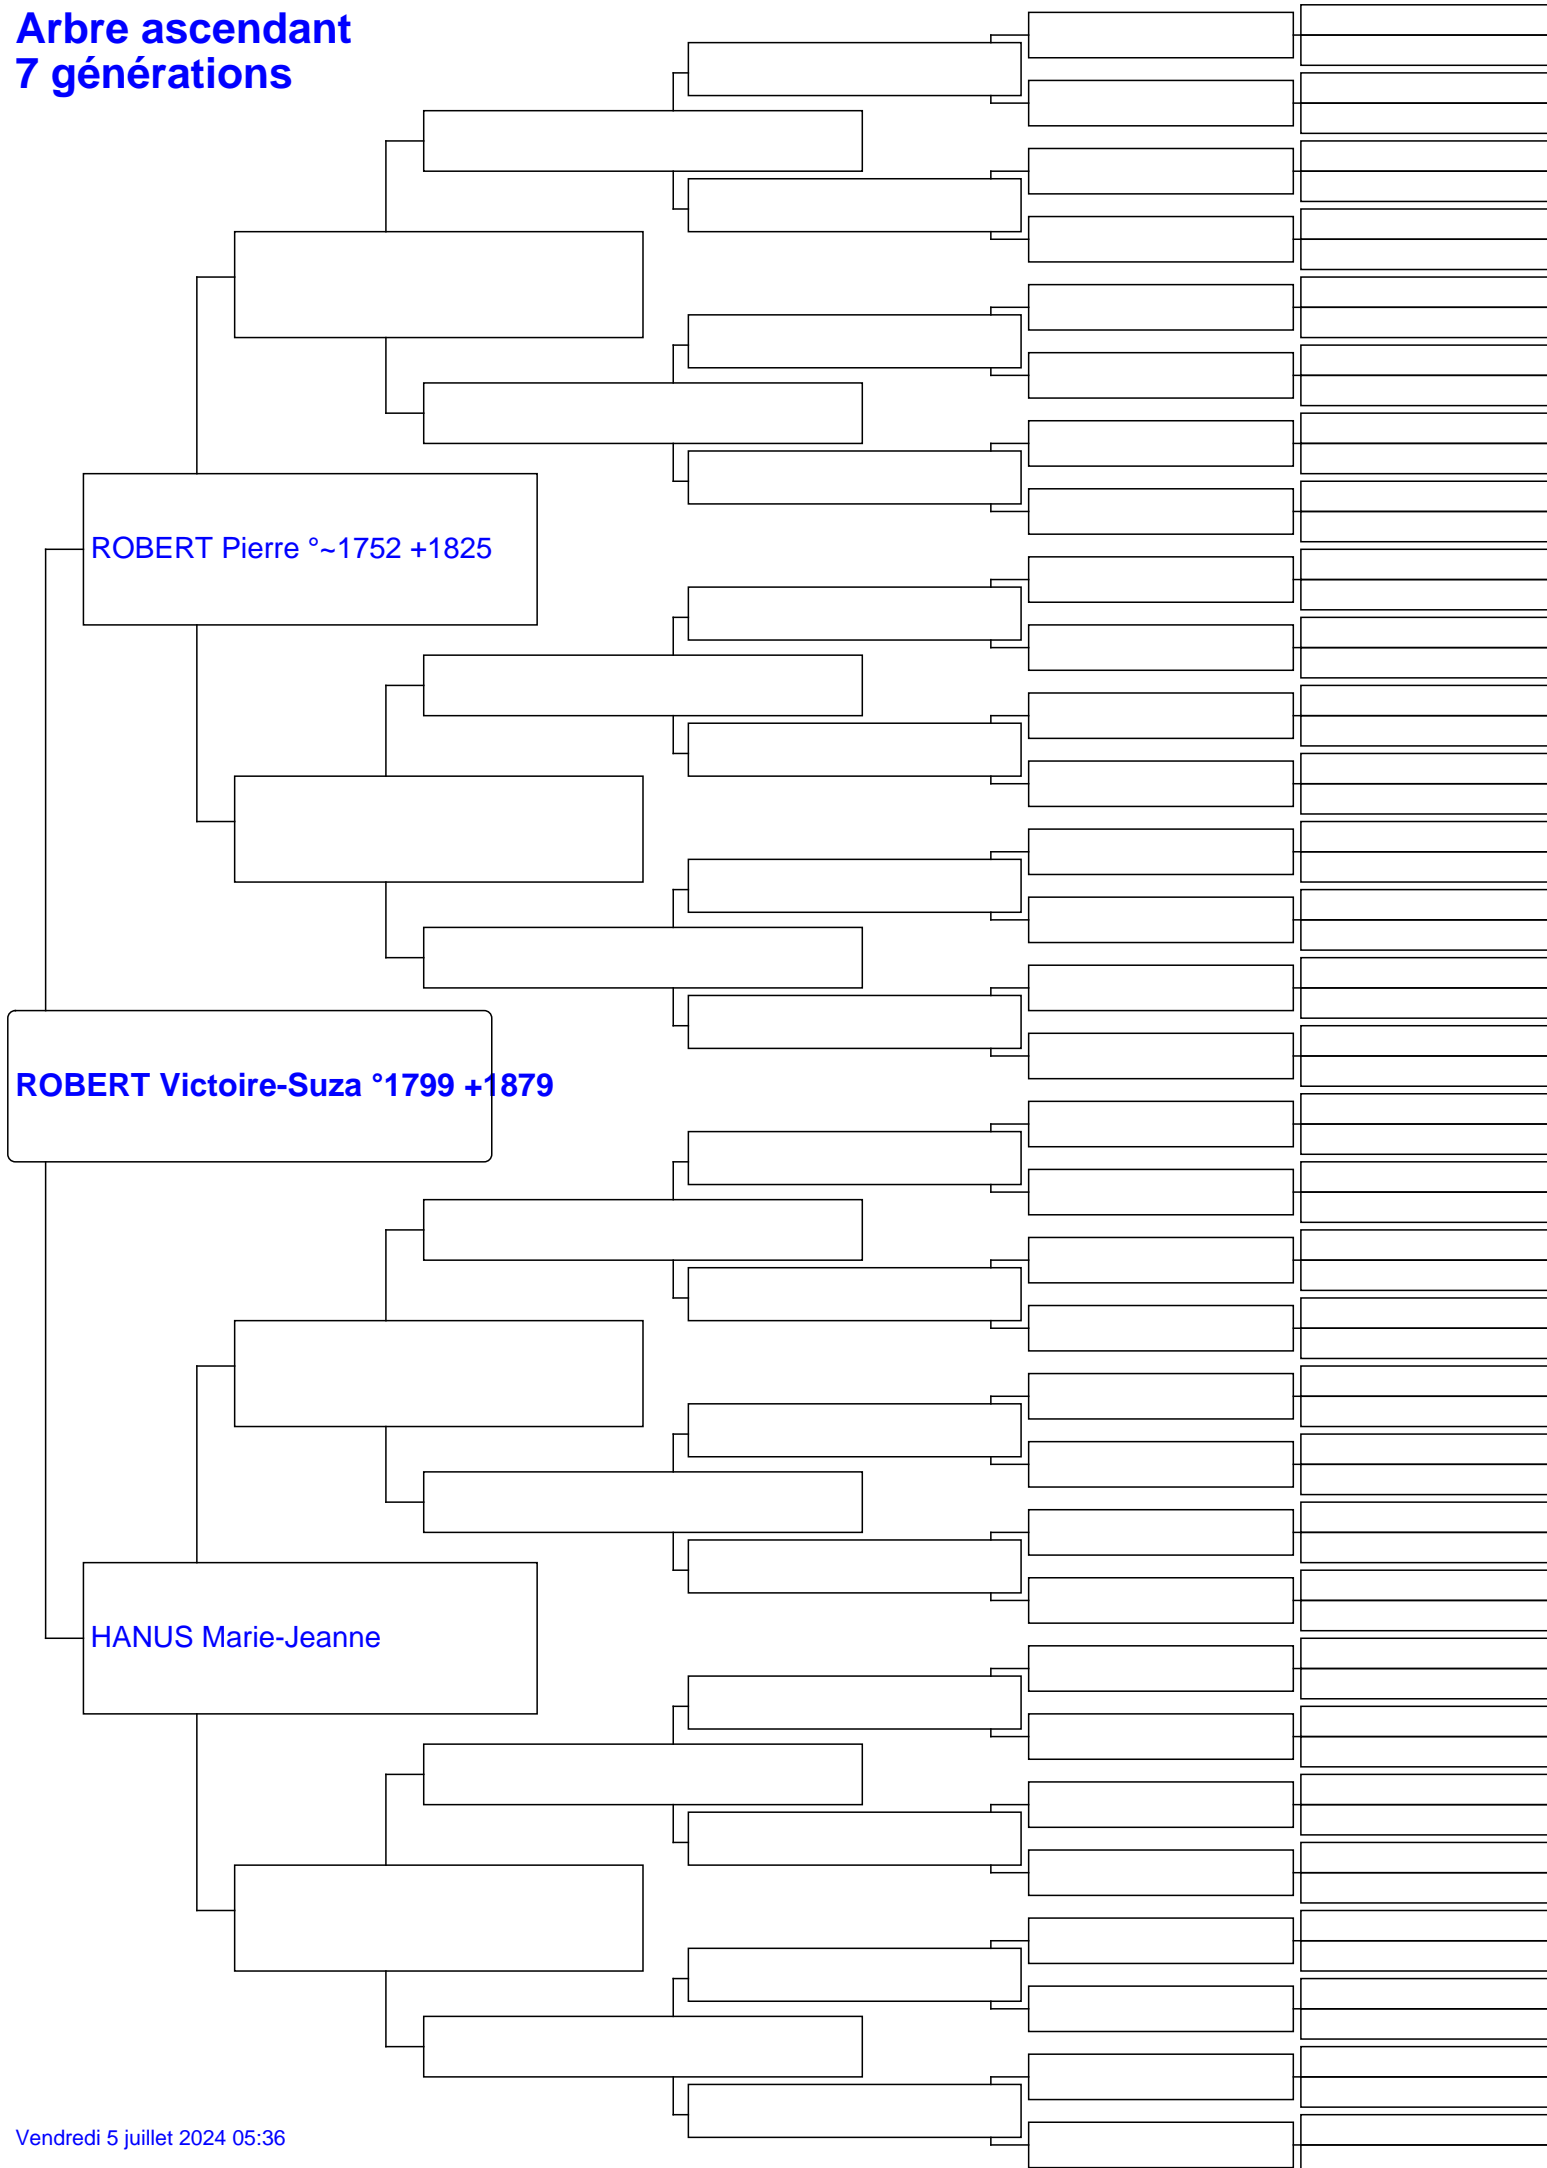 Arbre ascendant
7 générations
ROBERT Pierre °~1752 +1825
ROBERT Victoire-Suza °1799 +1879
HANUS Marie-Jeanne
Vendredi 5 juillet 2024 05:36